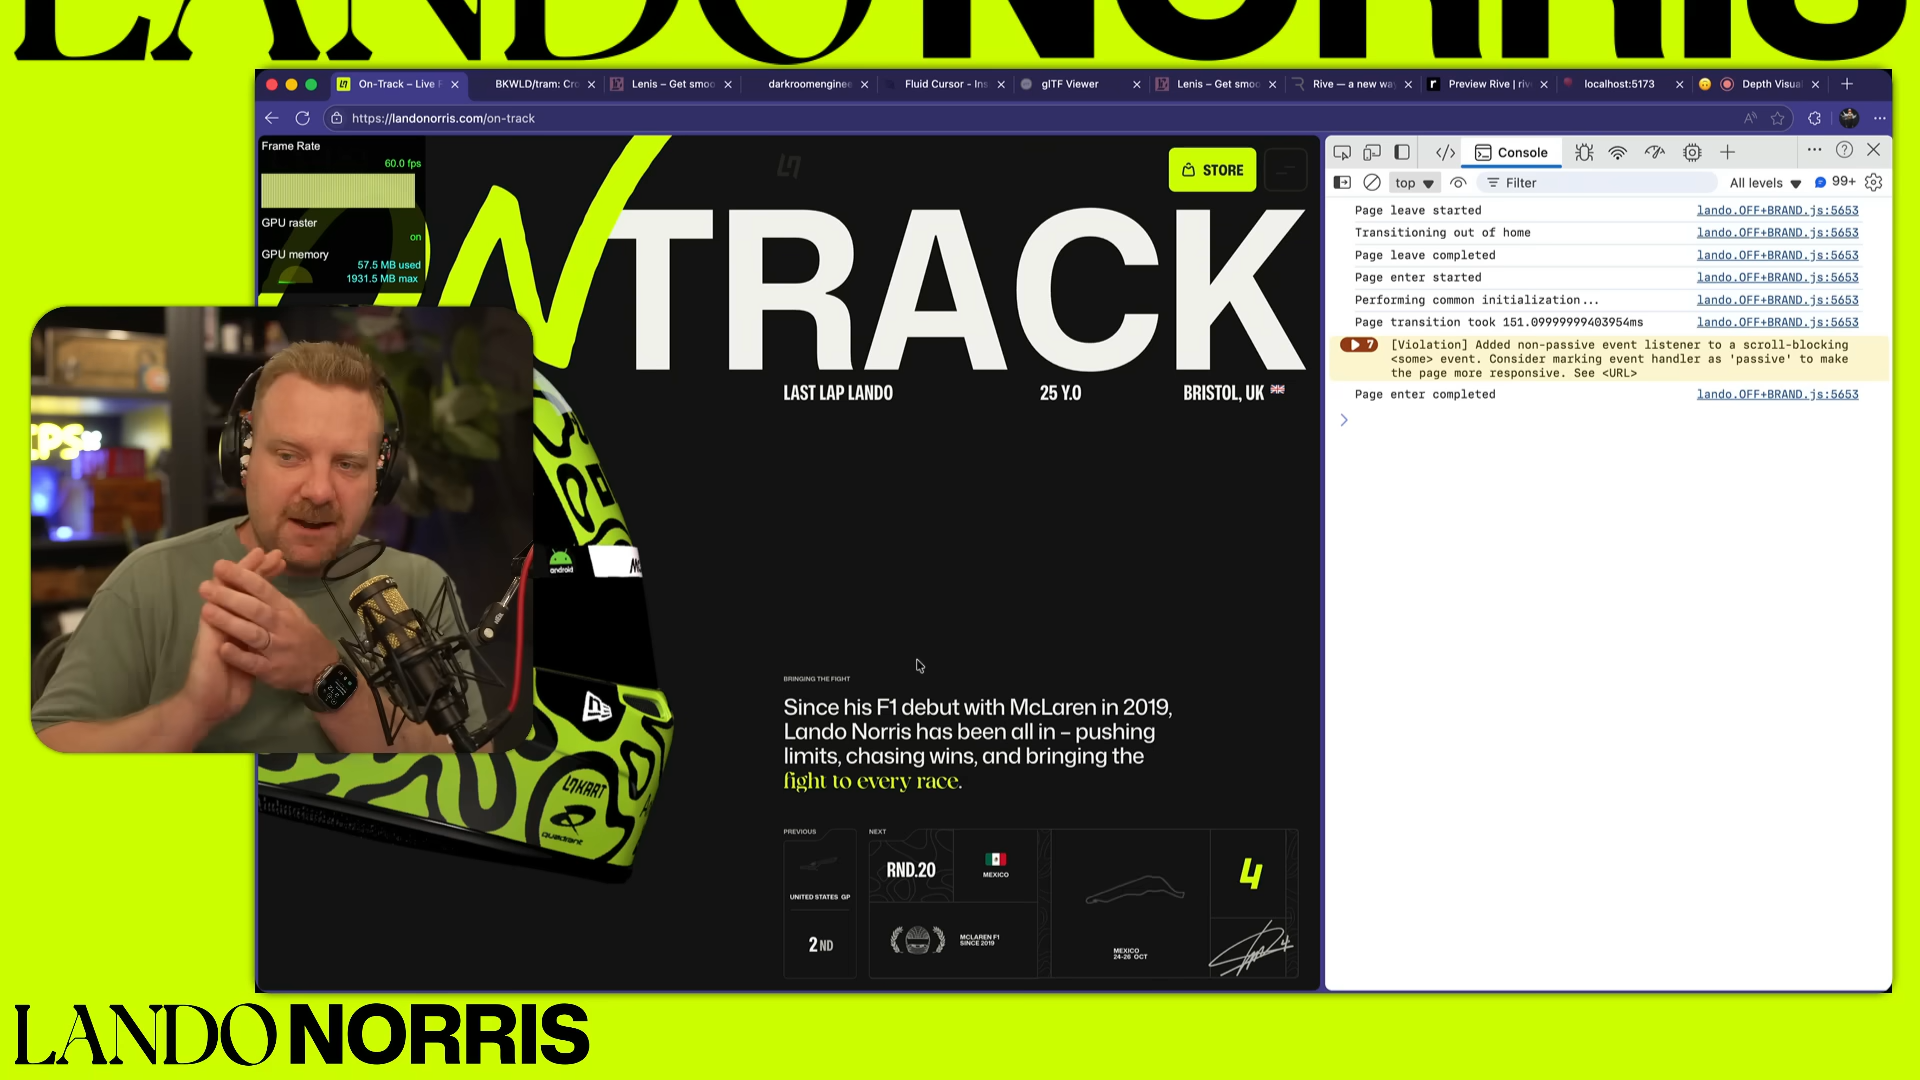 LANDO NORRIS
On-Track – Live F
BKWLD/tram: Cro
Lenis – Get smoo
darkroomenginee
Fluid Cursor - Ins
glTF Viewer
Lenis – Get smoo
Rive — a new way
Preview Rive | rive
localhost:5173
Depth Visua
https://landonorris.com/on-track
Frame Rate
60.0 fps
GPU raster
on
GPU memory
57.5 MB used
1931.5 MB max
STORE
ON TRACK
LAST LAP LANDO
25 Y.O
BRISTOL, UK
android
LNKART
QUADRANT
BRINGING THE FIGHT
Since his F1 debut with McLaren in 2019,
Lando Norris has been all in – pushing
limits, chasing wins, and bringing the
fight to every race.
PREVIOUS
UNITED STATES GP
2ND
NEXT
RND.20
MEXICO
MCLAREN F1
SINCE 2019
MEXICO
24-26 OCT
4
Console
top
Filter
All levels
99+
Page leave started lando.OFF+BRAND.js:5653
Transitioning out of home lando.OFF+BRAND.js:5653
Page leave completed lando.OFF+BRAND.js:5653
Page enter started lando.OFF+BRAND.js:5653
Performing common initialization... lando.OFF+BRAND.js:5653
Page transition took 151.09999999403954ms lando.OFF+BRAND.js:5653
7 [Violation] Added non-passive event listener to a scroll-blocking
<some> event. Consider marking event handler as 'passive' to make
the page more responsive. See <URL>
Page enter completed lando.OFF+BRAND.js:5653
LANDO NORRIS